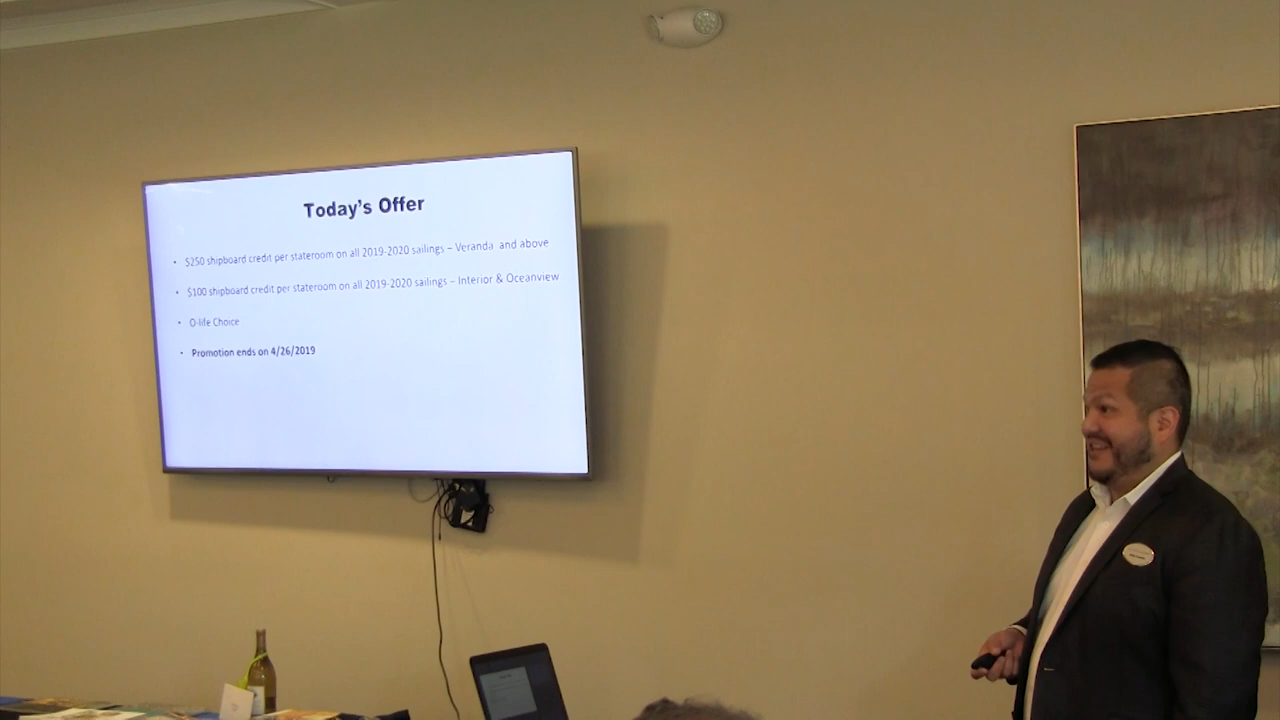 Today's Offer
• $250 shipboard credit per stateroom on all 2019-2020 sailings – Veranda and above
• $100 shipboard credit per stateroom on all 2019-2020 sailings – Interior & Oceanview
• O-life Choice
• Promotion ends on 4/26/2019